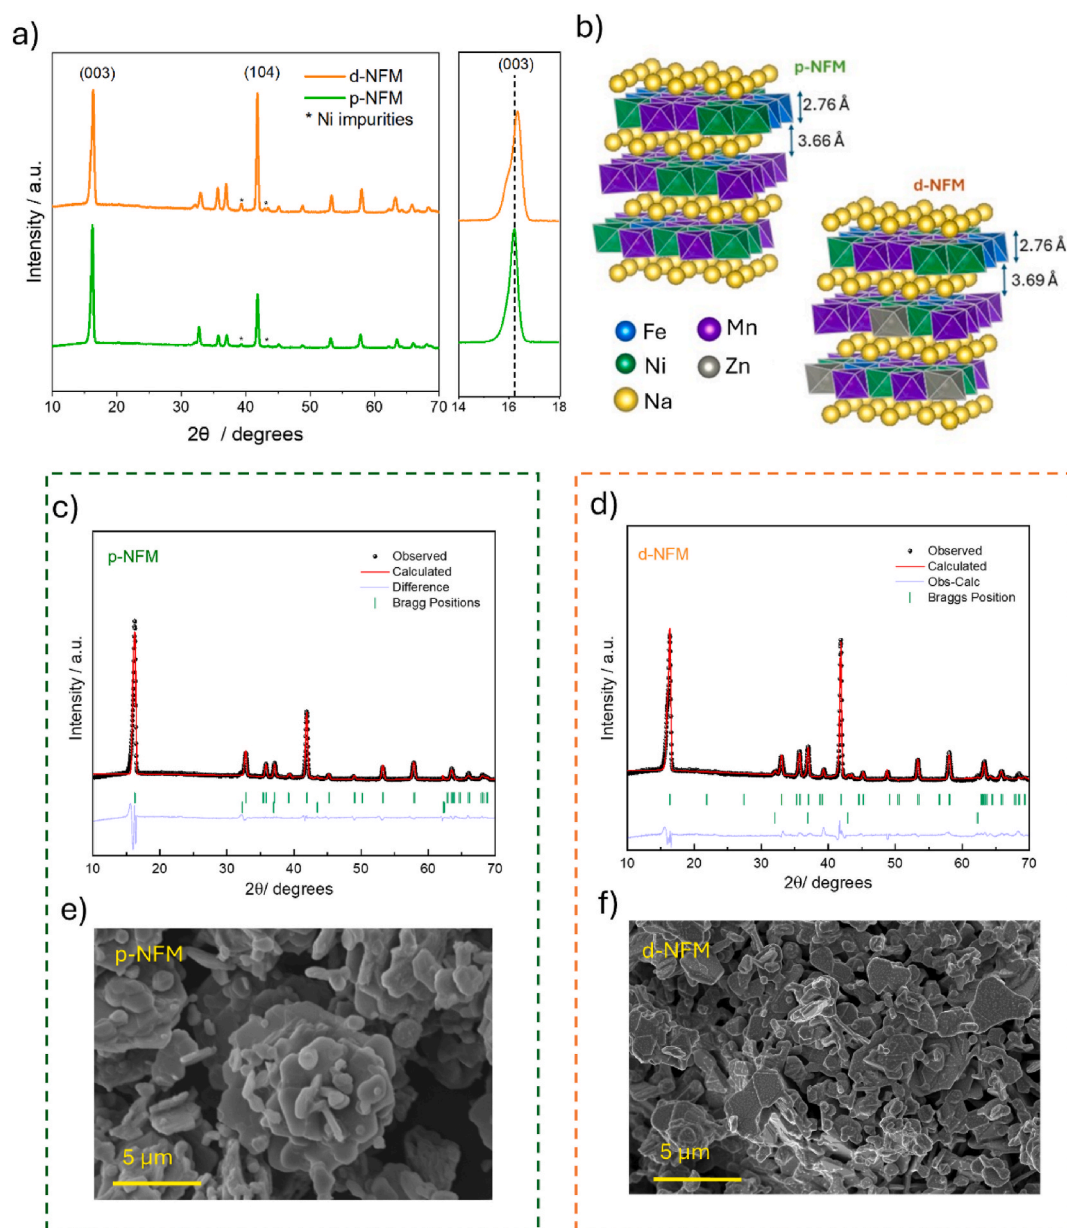 a)
(003)
(104)
d-NFM
p-NFM
* Ni impurities
*
*
*
*
Intensity / a.u.
10
20
30
40
50
60
70
2θ / degrees
(003)
14
16
18
b)
p-NFM
2.76 Å
3.66 Å
d-NFM
2.76 Å
3.69 Å
Fe
Mn
Ni
Zn
Na
c)
p-NFM
Observed
Calculated
Difference
Bragg Positions
Intensity / a.u.
10
20
30
40
50
60
70
2θ/ degrees
d)
d-NFM
Observed
Calculated
Obs-Calc
Braggs Position
Intensity / a.u.
10
20
30
40
50
60
70
2θ/ degrees
e)
p-NFM
5 µm
f)
d-NFM
5 µm